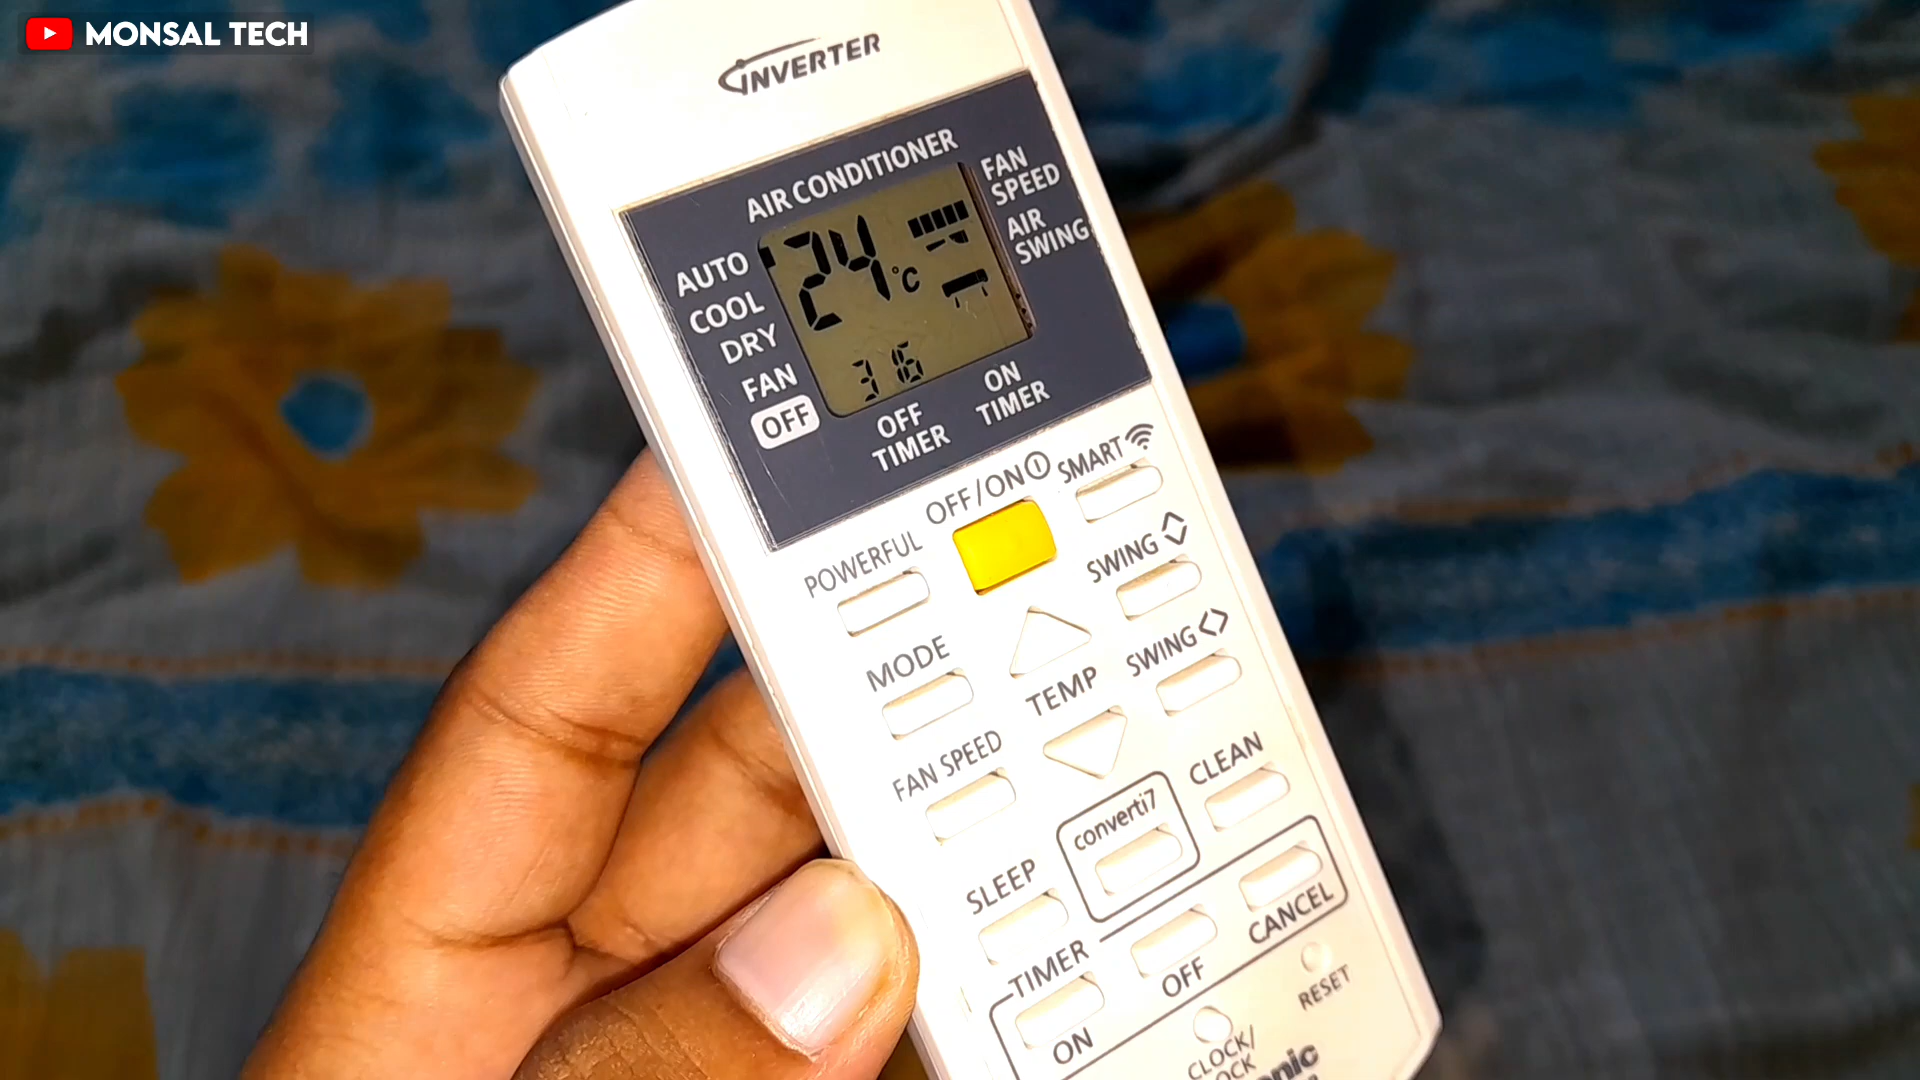 MONSAL TECH
INVERTER
AIR CONDITIONER
FAN
SPEED
AIR
SWING
AUTO
COOL
DRY
FAN
OFF
24°C
3 16
OFF
TIMER
ON
TIMER
OFF/ON
SMART
POWERFUL
SWING
MODE
TEMP
SWING
FAN SPEED
CLEAN
converti7
SLEEP
CANCEL
TIMER
OFF
ON
RESET
CLOCK/